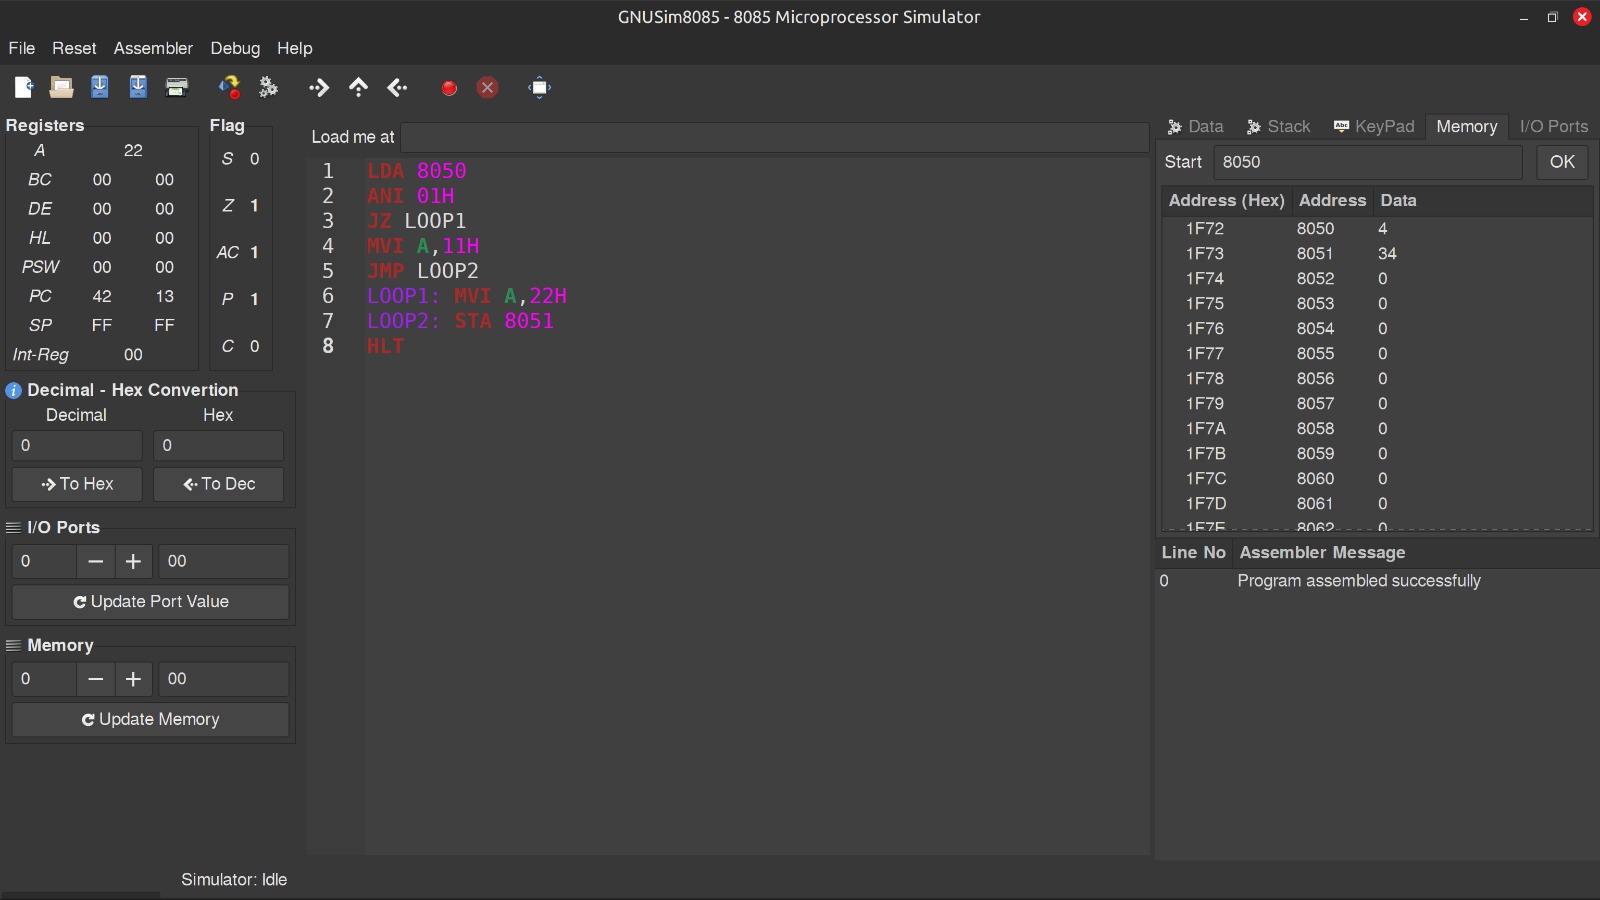 GNUSim8085 - 8085 Microprocessor Simulator
File Reset Assembler Debug Help
Registers
A 22
BC 00 00
DE 00 00
HL 00 00
PSW 00 00
PC 42 13
SP FF FF
Int-Reg 00
Flag
S 0
Z 1
AC 1
P 1
C 0
Decimal - Hex Convertion
Decimal Hex
0 0
To Hex To Dec
I/O Ports
0 − + 00
Update Port Value
Memory
0 − + 00
Update Memory
Load me at
1 LDA 8050
2 ANI 01H
3 JZ LOOP1
4 MVI A,11H
5 JMP LOOP2
6 LOOP1: MVI A,22H
7 LOOP2: STA 8051
8 HLT
Data Stack KeyPad Memory I/O Ports
Start 8050 OK
Address (Hex) Address Data
1F72 8050 4
1F73 8051 34
1F74 8052 0
1F75 8053 0
1F76 8054 0
1F77 8055 0
1F78 8056 0
1F79 8057 0
1F7A 8058 0
1F7B 8059 0
1F7C 8060 0
1F7D 8061 0
1F7E 8062 0
Line No Assembler Message
0 Program assembled successfully
Simulator: Idle